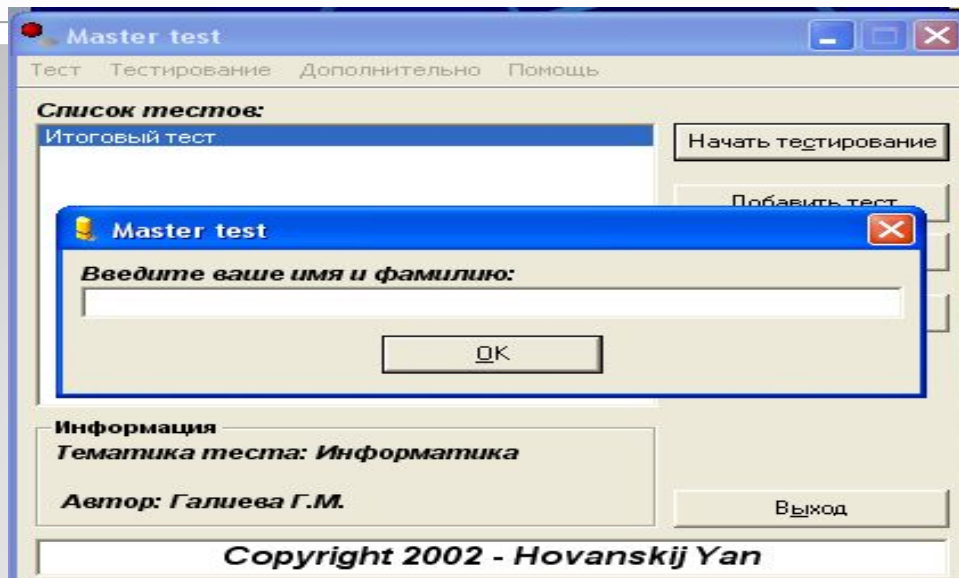 Master test
Тест Тестирование Дополнительно Помощь
Список тестов:
Итоговый тест
Начать тестирование
Добавить тест
Master test
Введите ваше имя и фамилию:
OK
Информация
Тематика теста: Информатика
Автор: Галиева Г.М.
Выход
Copyright 2002 - Hovanskij Yan